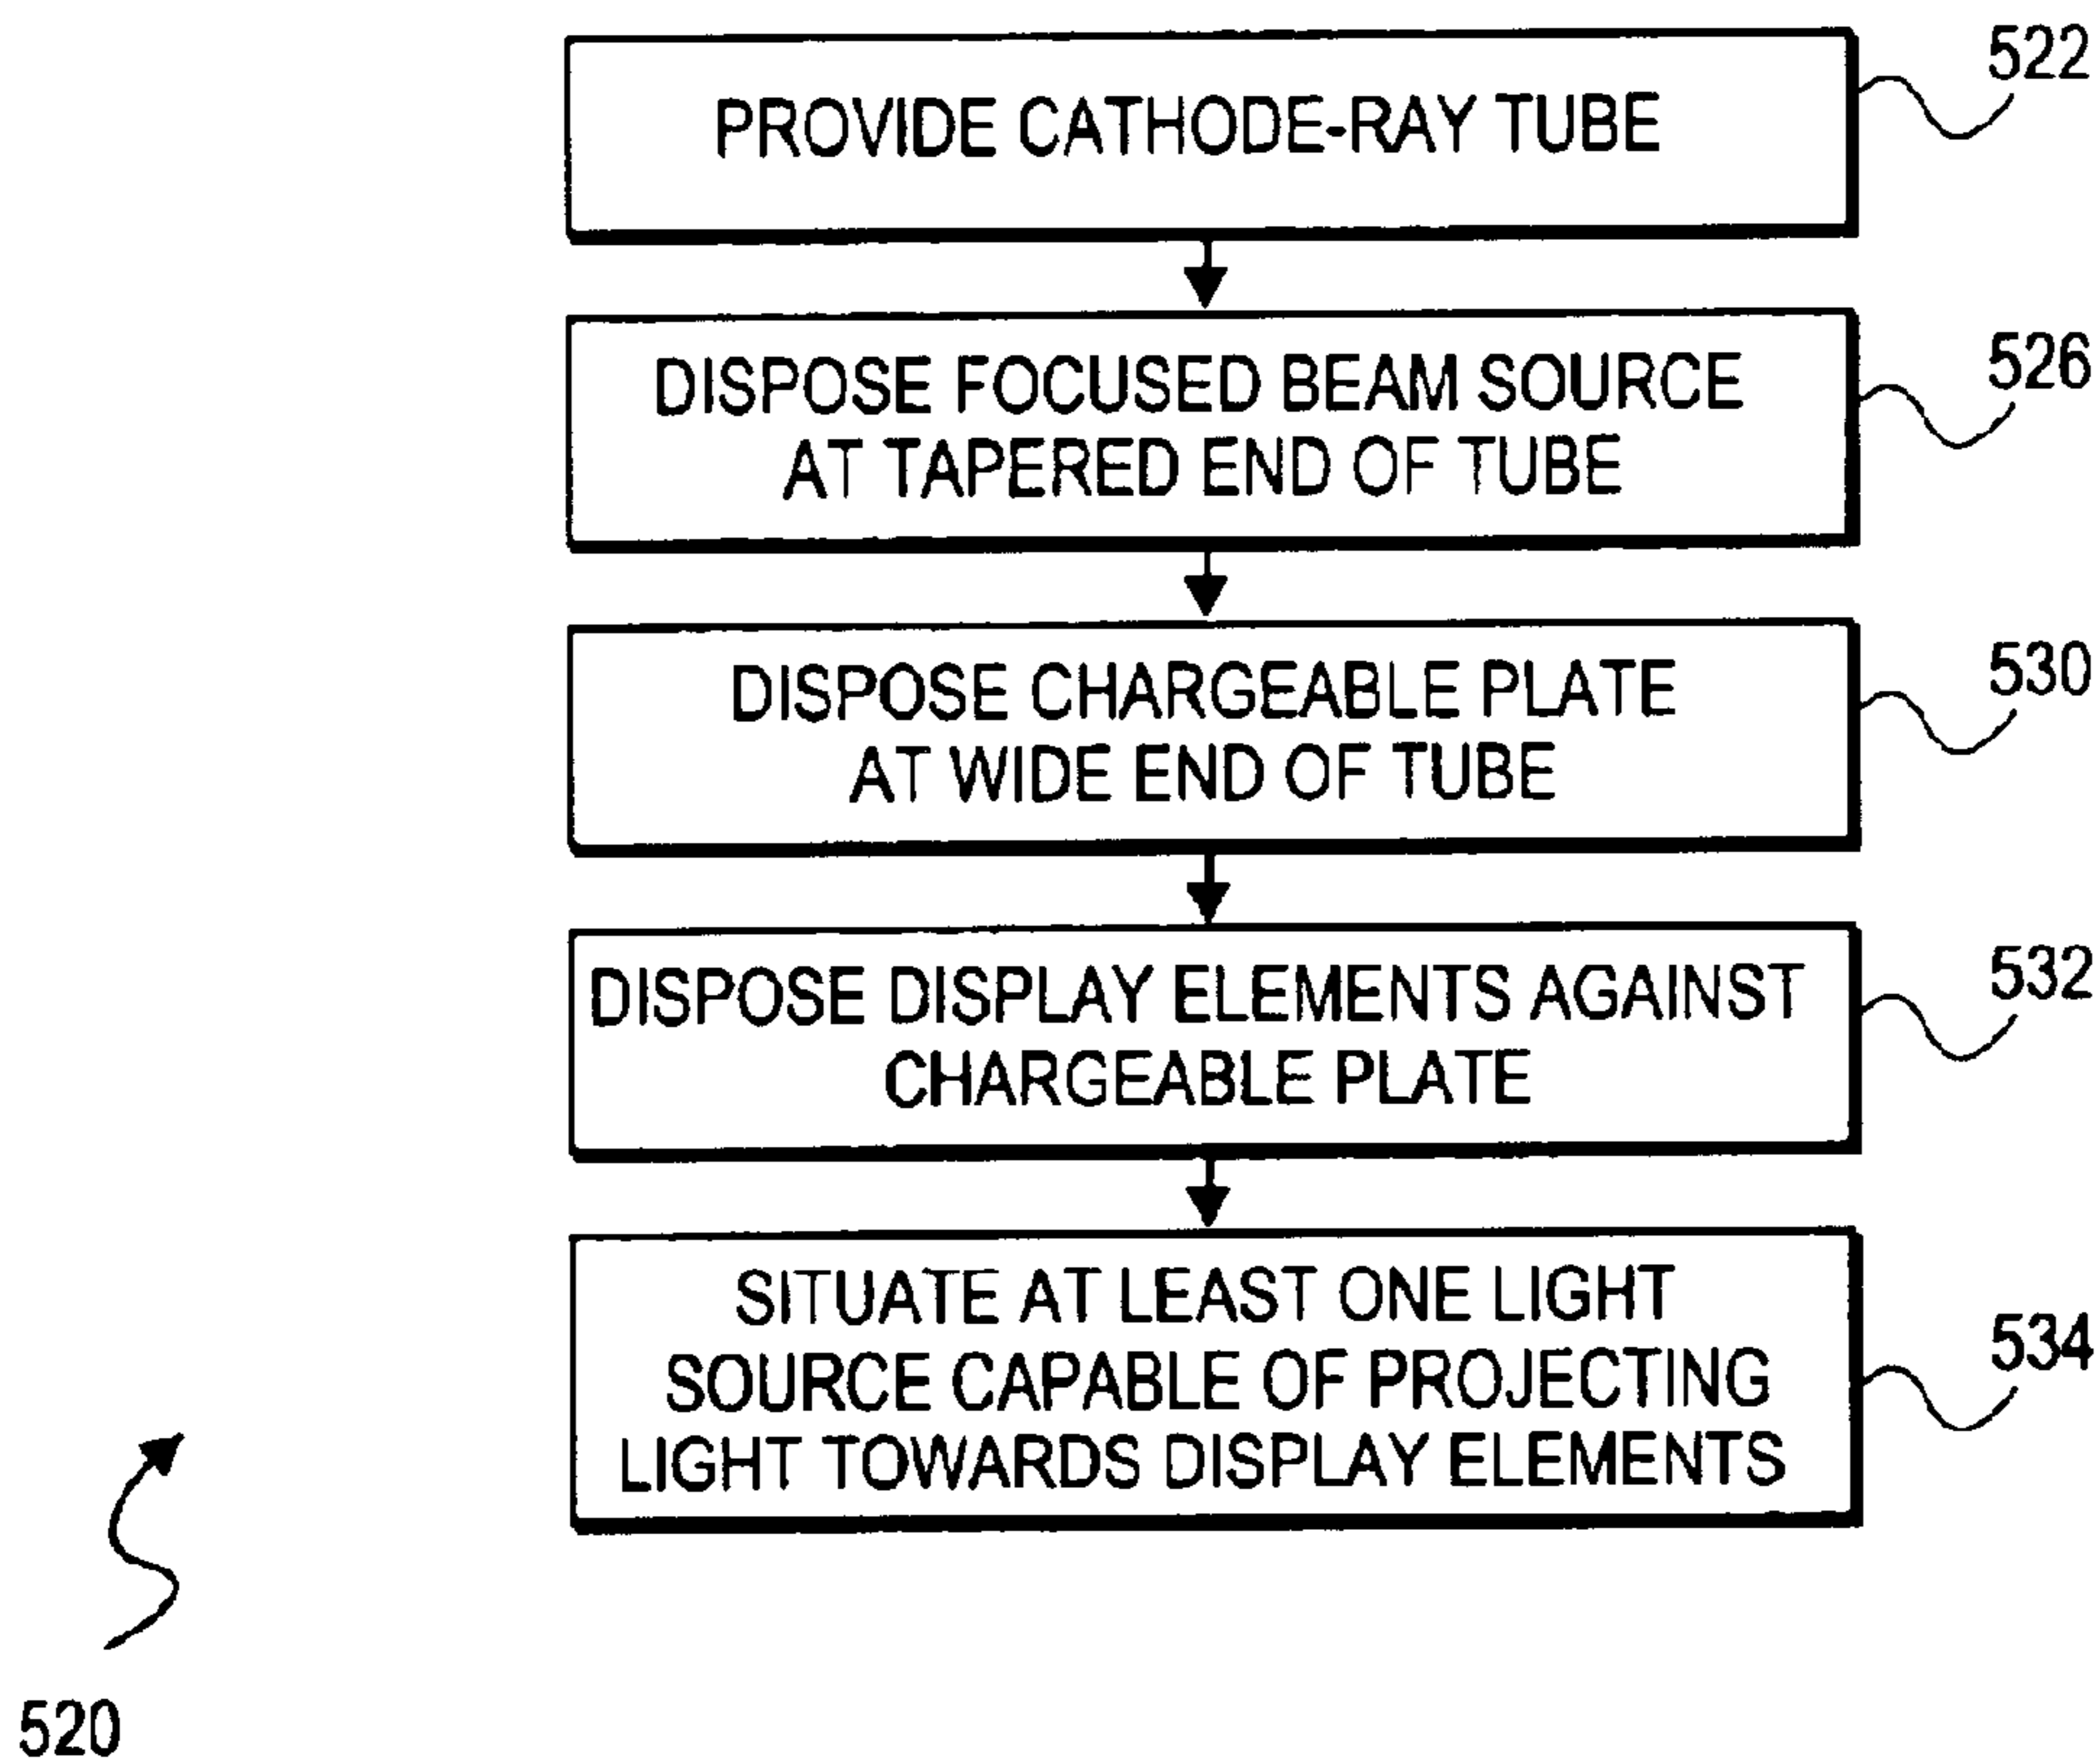 PROVIDE CATHODE-RAY TUBE
522
DISPOSE FOCUSED BEAM SOURCE
AT TAPERED END OF TUBE
526
DISPOSE CHARGEABLE PLATE
AT WIDE END OF TUBE
530
DISPOSE DISPLAY ELEMENTS AGAINST
CHARGEABLE PLATE
532
SITUATE AT LEAST ONE LIGHT
SOURCE CAPABLE OF PROJECTING
LIGHT TOWARDS DISPLAY ELEMENTS
534
520